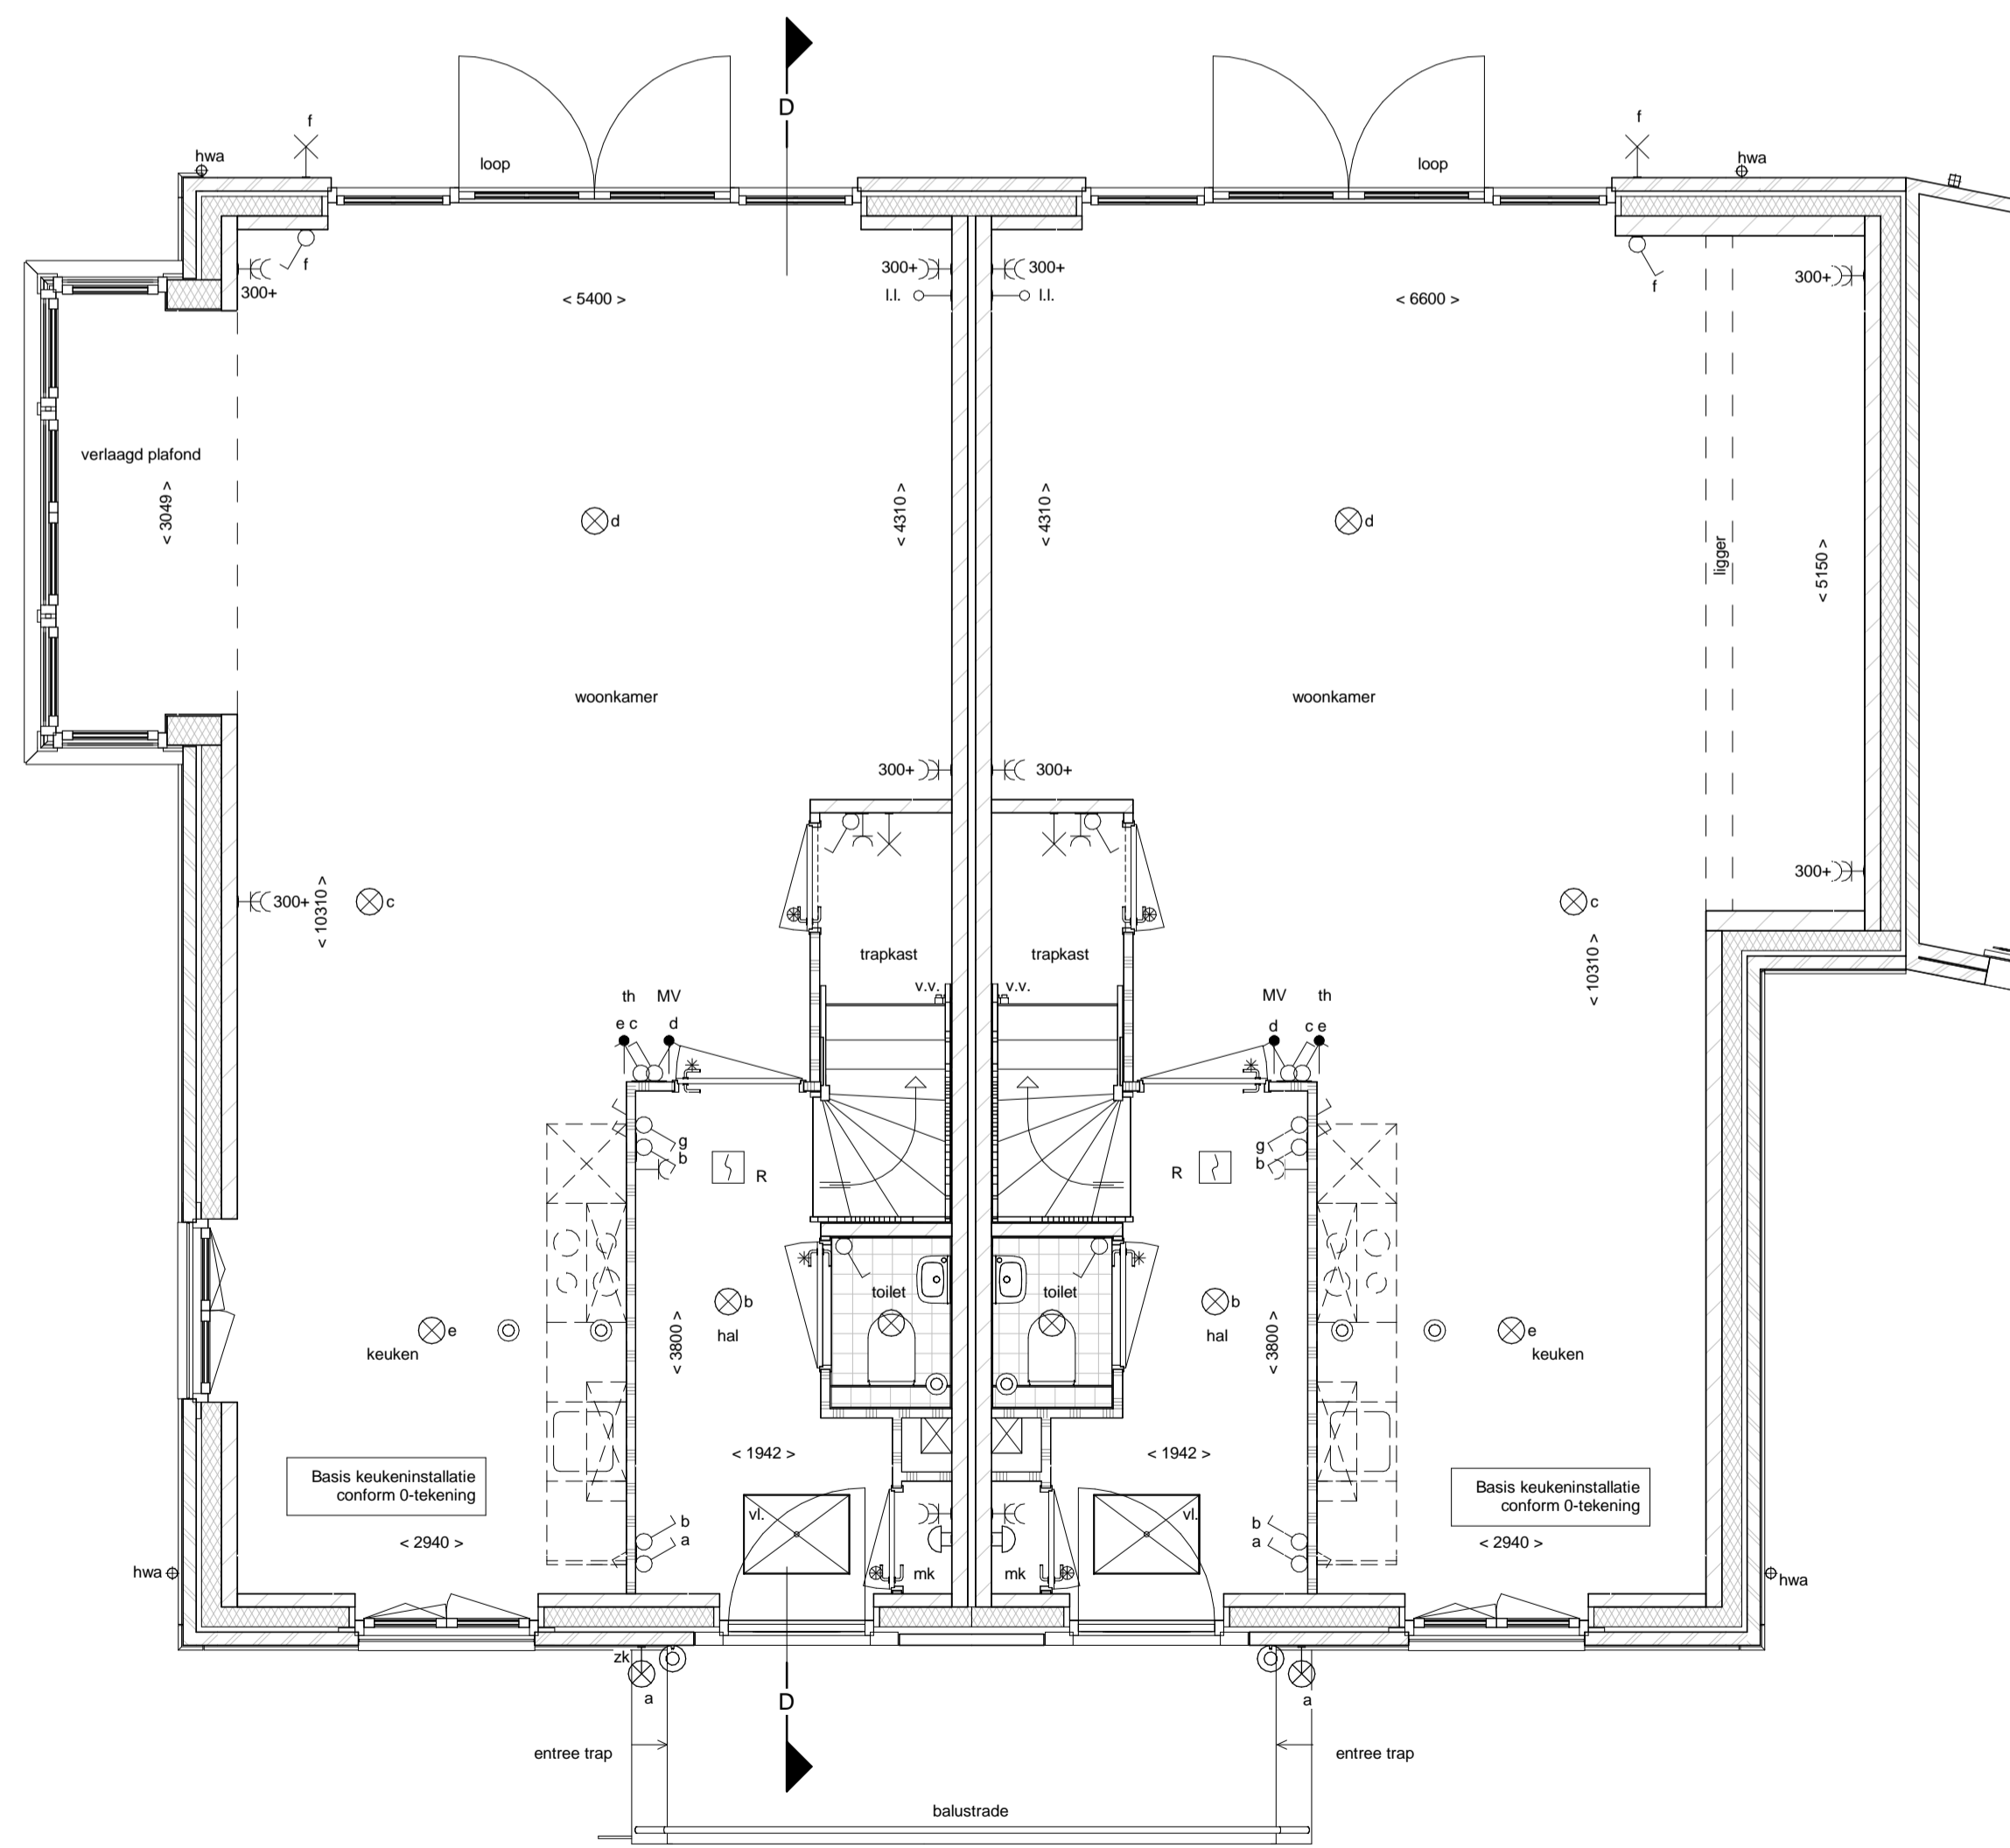 D
f
f
hwa
loop
loop
hwa
f
300+
300+
300+
f
300+
l.l.
l.l.
< 5400 >
< 6600 >
verlaagd plafond
< 3049 >
< 4310 >
< 4310 >
d
d
ligger
< 5150 >
woonkamer
woonkamer
300+
300+
300+
300+
c
c
< 10310 >
< 10310 >
trapkast
trapkast
v.v.
v.v.
th
MV
MV
th
e c
d
d
c e
g
b
g
b
R
R
toilet
toilet
b
b
hal
hal
e
e
keuken
keuken
< 3800 >
< 3800 >
< 1942 >
< 1942 >
Basis keukeninstallatie
conform 0-tekening
Basis keukeninstallatie
conform 0-tekening
vl.
vl.
b
a
b
a
< 2940 >
< 2940 >
mk
mk
hwa
hwa
zk
a
a
D
entree trap
entree trap
balustrade